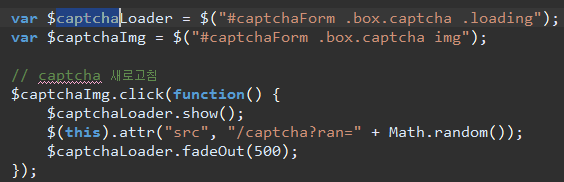 var $captchaLoader = $("#captchaForm .box.captcha .loading");
var $captchaImg = $("#captchaForm .box.captcha img");
// captcha 새로고침
$captchaImg.click(function() {
$captchaLoader.show();
$(this).attr("src", "/captcha?ran=" + Math.random());
$captchaLoader.fadeOut(500);
});